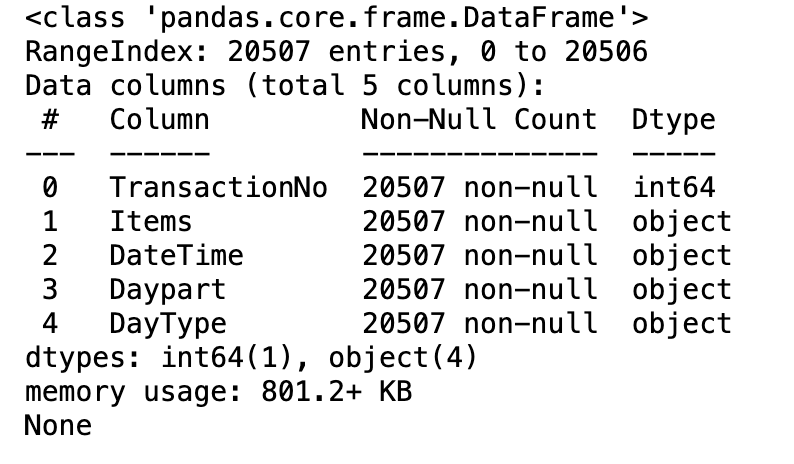 <class 'pandas.core.frame.DataFrame'>
RangeIndex: 20507 entries, 0 to 20506
Data columns (total 5 columns):
 #   Column         Non-Null Count  Dtype
---  ------         --------------  -----
 0   TransactionNo  20507 non-null  int64
 1   Items          20507 non-null  object
 2   DateTime       20507 non-null  object
 3   Daypart        20507 non-null  object
 4   DayType        20507 non-null  object
dtypes: int64(1), object(4)
memory usage: 801.2+ KB
None